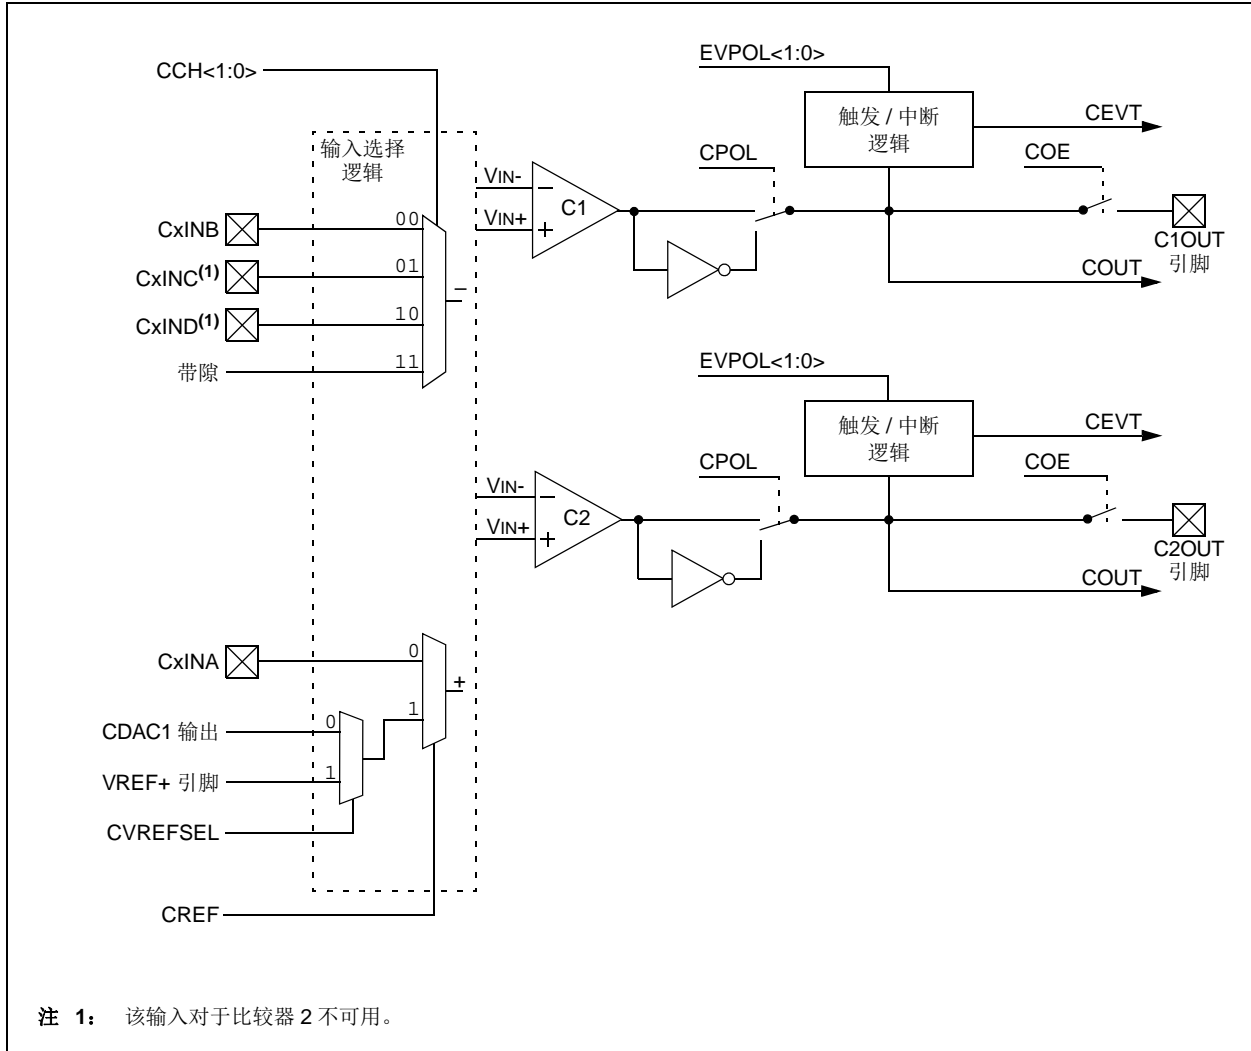 CCH<1:0>
输入选择
逻辑
CxINB
00
CxINC(1)
01
CxIND(1)
10
带隙
11
–
VIN-
VIN+
–
+
C1
CPOL
EVPOL<1:0>
触发 / 中断
逻辑
CEVT
COE
C1OUT
引脚
COUT
VIN-
VIN+
–
+
C2
CPOL
EVPOL<1:0>
触发 / 中断
逻辑
CEVT
COE
C2OUT
引脚
COUT
CxINA
0
+
1
CDAC1 输出
0
VREF+ 引脚
1
CVREFSEL
CREF
注 1： 该输入对于比较器 2 不可用。